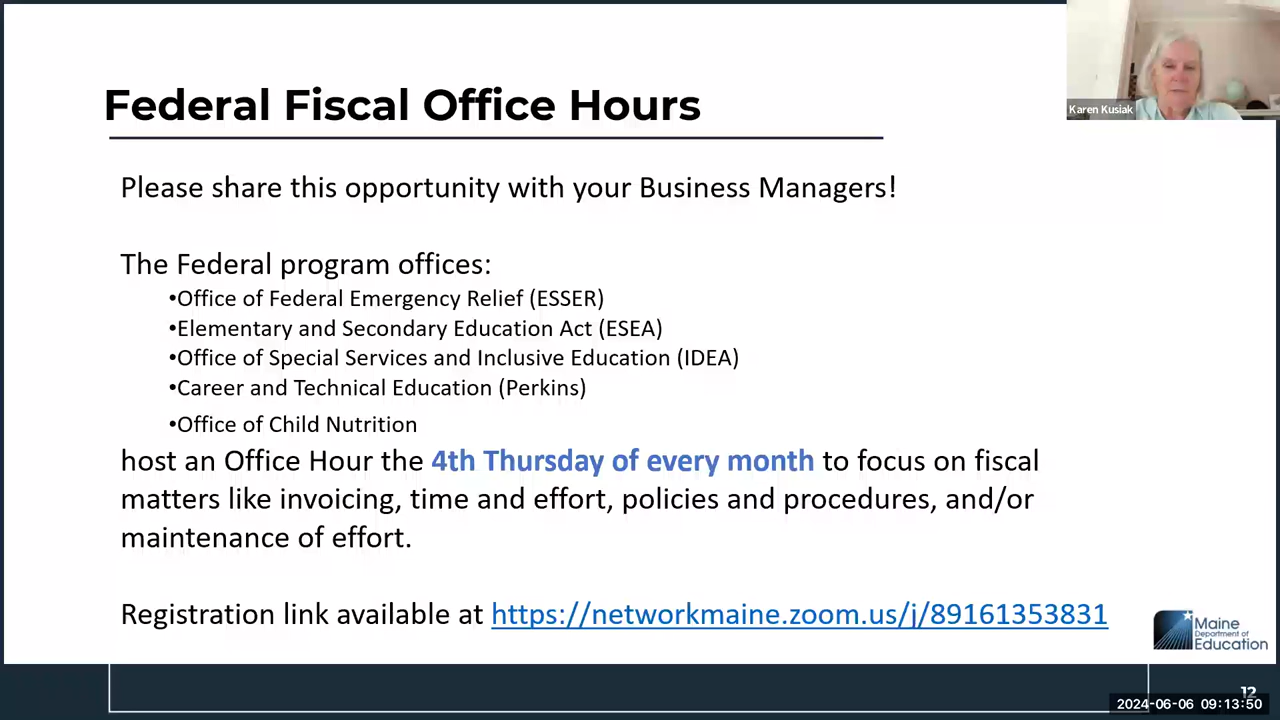 Federal Fiscal Office Hours
Karen Kusiak
Please share this opportunity with your Business Managers!
The Federal program offices:
•Office of Federal Emergency Relief (ESSER)
•Elementary and Secondary Education Act (ESEA)
•Office of Special Services and Inclusive Education (IDEA)
•Career and Technical Education (Perkins)
•Office of Child Nutrition
host an Office Hour the 4th Thursday of every month to focus on fiscal
matters like invoicing, time and effort, policies and procedures, and/or
maintenance of effort.
Registration link available at https://networkmaine.zoom.us/j/89161353831
Maine
Department of
Education
12
2024-06-06 09:13:50